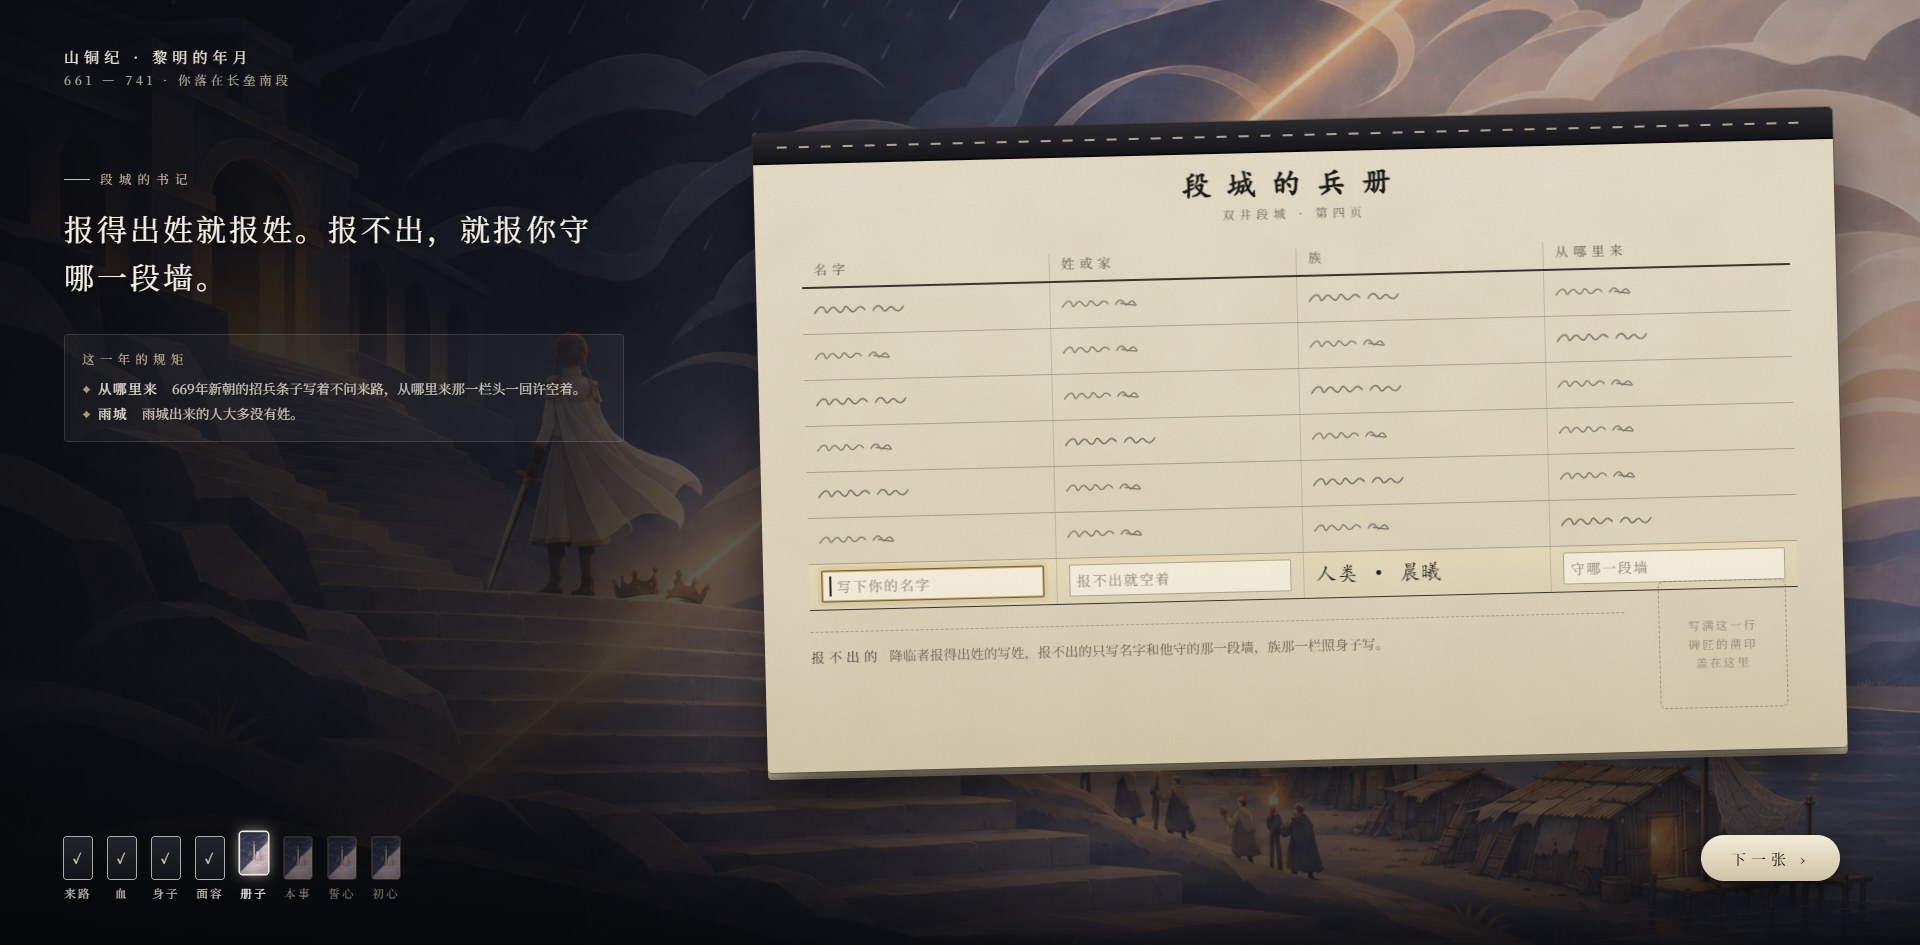 山铜纪 · 黎明的年月
661 — 741 · 你落在长垒南段
段城的书记
报得出姓就报姓。报不出，就报你守
哪一段墙。
这一年的规矩
从哪里来 669年新朝的招兵条子写着不问来路，从哪里来那一栏头一回许空着。
雨城 雨城出来的人大多没有姓。
段城的兵册
双井段城 · 第四页
名字 姓或家 族 从哪里来
写下你的名字 报不出就空着 人类 • 晨曦 守哪一段墙
报不出的 降临者报得出姓的写姓，报不出的只写名字和他守的那一段墙，族那一栏照身子写。
写满这一行
碑匠的凿印
盖在这里
来路 血 身子 面容 册子 本事 誓心 初心
下一张 ›